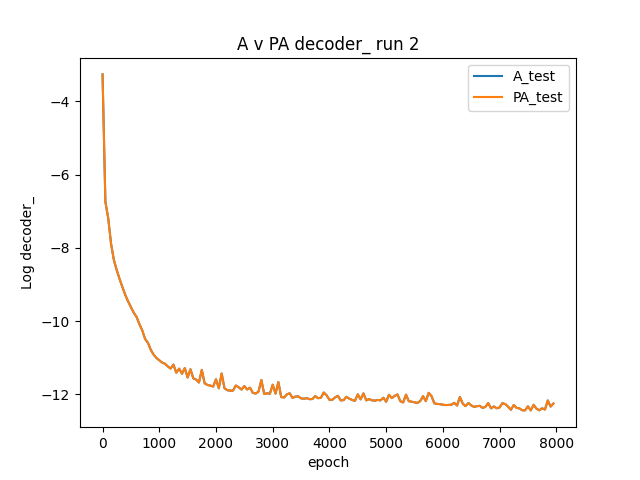 A v PA decoder_ run 2
A_test
PA_test
Log decoder_
−4
−6
−8
−10
−12
0 1000 2000 3000 4000 5000 6000 7000 8000
epoch